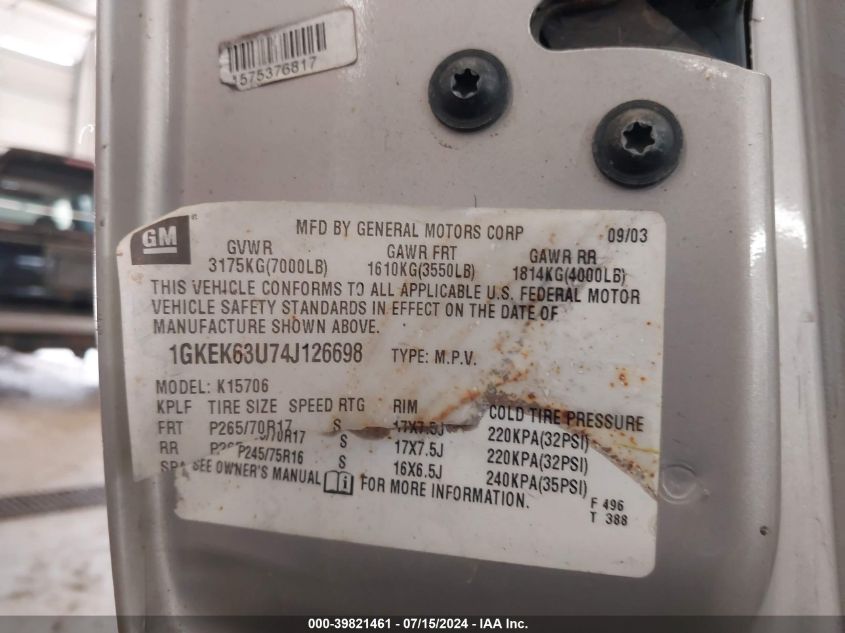 1575376817
GM
MFD BY GENERAL MOTORS CORP 09/03
GVWR GAWR FRT GAWR RR
3175KG(7000LB) 1610KG(3550LB) 1814KG(4000LB)
THIS VEHICLE CONFORMS TO ALL APPLICABLE U.S. FEDERAL MOTOR
VEHICLE SAFETY STANDARDS IN EFFECT ON THE DATE OF
MANUFACTURE SHOWN ABOVE.
1GKEK63U74J126698 TYPE: M.P.V.
MODEL: K15706
KPLF TIRE SIZE SPEED RTG RIM COLD TIRE PRESSURE
FRT P265/70R17 S 17X7.5J 220KPA(32PSI)
RR /70R17 S 17X7.5J 220KPA(32PSI)
P245/75R16 S 16X6.5J 240KPA(35PSI)
SEE OWNER'S MANUAL FOR MORE INFORMATION.
F 496
T 388
000-39821461 - 07/15/2024 - IAA Inc.